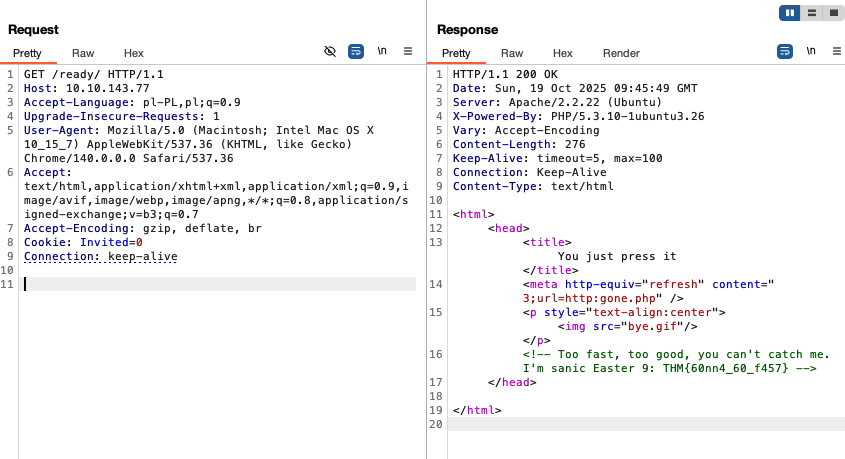 Request
Pretty Raw Hex \n
1 GET /ready/ HTTP/1.1
2 Host: 10.10.143.77
3 Accept-Language: pl-PL,pl;q=0.9
4 Upgrade-Insecure-Requests: 1
5 User-Agent: Mozilla/5.0 (Macintosh; Intel Mac OS X
10_15_7) AppleWebKit/537.36 (KHTML, like Gecko)
Chrome/140.0.0.0 Safari/537.36
6 Accept:
text/html,application/xhtml+xml,application/xml;q=0.9,i
mage/avif,image/webp,image/apng,*/*;q=0.8,application/s
igned-exchange;v=b3;q=0.7
7 Accept-Encoding: gzip, deflate, br
8 Cookie: Invited=0
9 Connection: keep-alive
10
11
Response
Pretty Raw Hex Render \n
1 HTTP/1.1 200 OK
2 Date: Sun, 19 Oct 2025 09:45:49 GMT
3 Server: Apache/2.2.22 (Ubuntu)
4 X-Powered-By: PHP/5.3.10-1ubuntu3.26
5 Vary: Accept-Encoding
6 Content-Length: 276
7 Keep-Alive: timeout=5, max=100
8 Connection: Keep-Alive
9 Content-Type: text/html
10
11 <html>
12 <head>
13 <title>
You just press it
</title>
14 <meta http-equiv="refresh" content="
3;url=http:gone.php" />
15 <p style="text-align:center">
<img src="bye.gif"/>
</p>
16 <!-- Too fast, too good, you can't catch me.
I'm sanic Easter 9: THM{60nn4_60_f457} -->
17 </head>
18
19 </html>
20